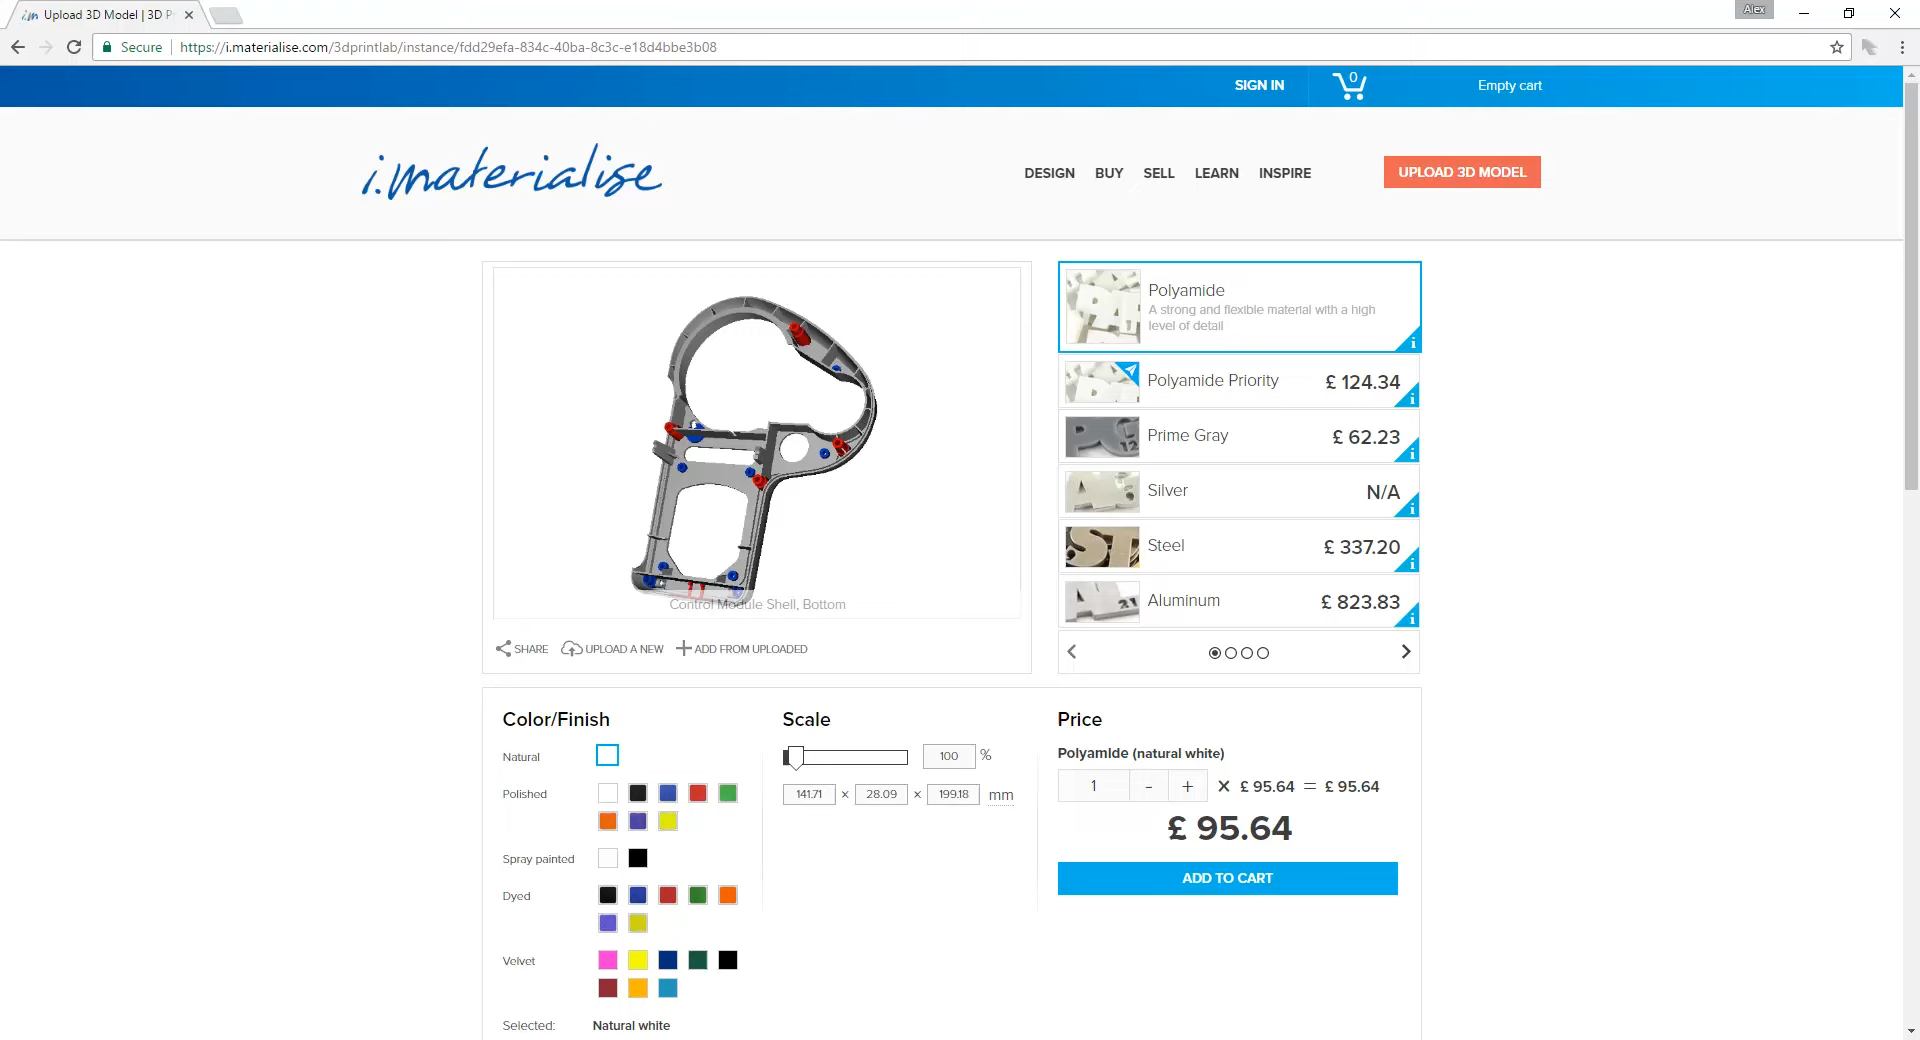 Upload 3D Model | 3D P
Alex
Secure
https://i.materialise.com/3dprintlab/instance/fdd29efa-834c-40ba-8c3c-e18d4bbe3b08
SIGN IN
0
Empty cart
i.materialise
DESIGN
BUY
SELL
LEARN
INSPIRE
UPLOAD 3D MODEL
Control Module Shell, Bottom
SHARE
UPLOAD A NEW
ADD FROM UPLOADED
Polyamide
A strong and flexible material with a high
level of detail
Polyamide Priority
£ 124.34
Prime Gray
£ 62.23
Silver
N/A
Steel
£ 337.20
Aluminum
£ 823.83
Color/Finish
Natural
Polished
Spray painted
Dyed
Velvet
Selected: Natural white
Scale
100 %
141.71 × 28.09 × 199.18 mm
Price
Polyamide (natural white)
1 - + X £ 95.64 = £ 95.64
£ 95.64
ADD TO CART